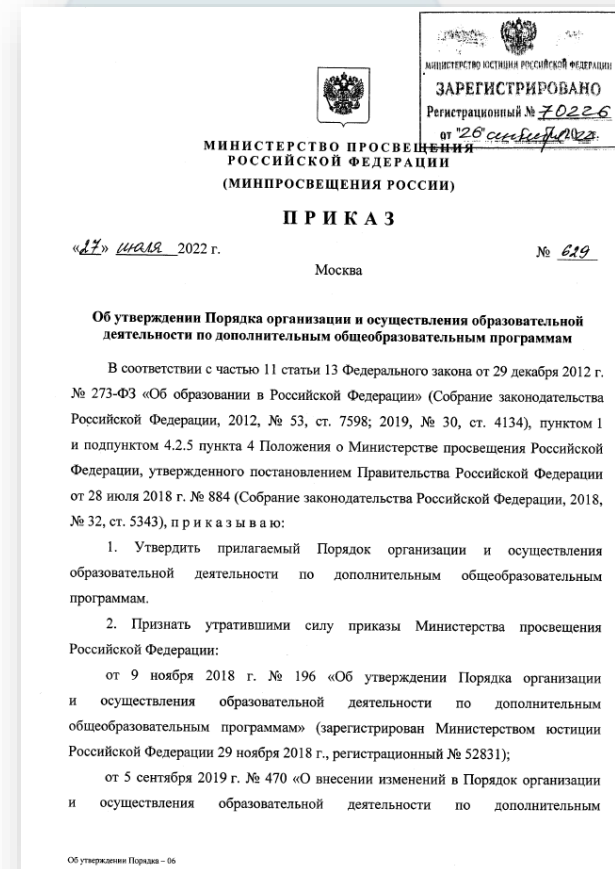 МИНИСТЕРСТВО ЮСТИЦИИ РОССИЙСКОЙ ФЕДЕРАЦИИ
ЗАРЕГИСТРИРОВАНО
Регистрационный № 70226
от "26" сентября 2022.
МИНИСТЕРСТВО ПРОСВЕЩЕНИЯ
РОССИЙСКОЙ ФЕДЕРАЦИИ
(МИНПРОСВЕЩЕНИЯ РОССИИ)
П Р И К А З
«27» июля 2022 г.
№ 629
Москва
Об утверждении Порядка организации и осуществления образовательной
деятельности по дополнительным общеобразовательным программам
В соответствии с частью 11 статьи 13 Федерального закона от 29 декабря 2012 г.
№ 273-ФЗ «Об образовании в Российской Федерации» (Собрание законодательства
Российской Федерации, 2012, № 53, ст. 7598; 2019, № 30, ст. 4134), пунктом 1
и подпунктом 4.2.5 пункта 4 Положения о Министерстве просвещения Российской
Федерации, утвержденного постановлением Правительства Российской Федерации
от 28 июля 2018 г. № 884 (Собрание законодательства Российской Федерации, 2018,
№ 32, ст. 5343), п р и к а з ы в а ю:
1. Утвердить прилагаемый Порядок организации и осуществления
образовательной деятельности по дополнительным общеобразовательным
программам.
2. Признать утратившими силу приказы Министерства просвещения
Российской Федерации:
от 9 ноября 2018 г. № 196 «Об утверждении Порядка организации
и осуществления образовательной деятельности по дополнительным
общеобразовательным программам» (зарегистрирован Министерством юстиции
Российской Федерации 29 ноября 2018 г., регистрационный № 52831);
от 5 сентября 2019 г. № 470 «О внесении изменений в Порядок организации
и осуществления образовательной деятельности по дополнительным
Об утверждении Порядка – 06